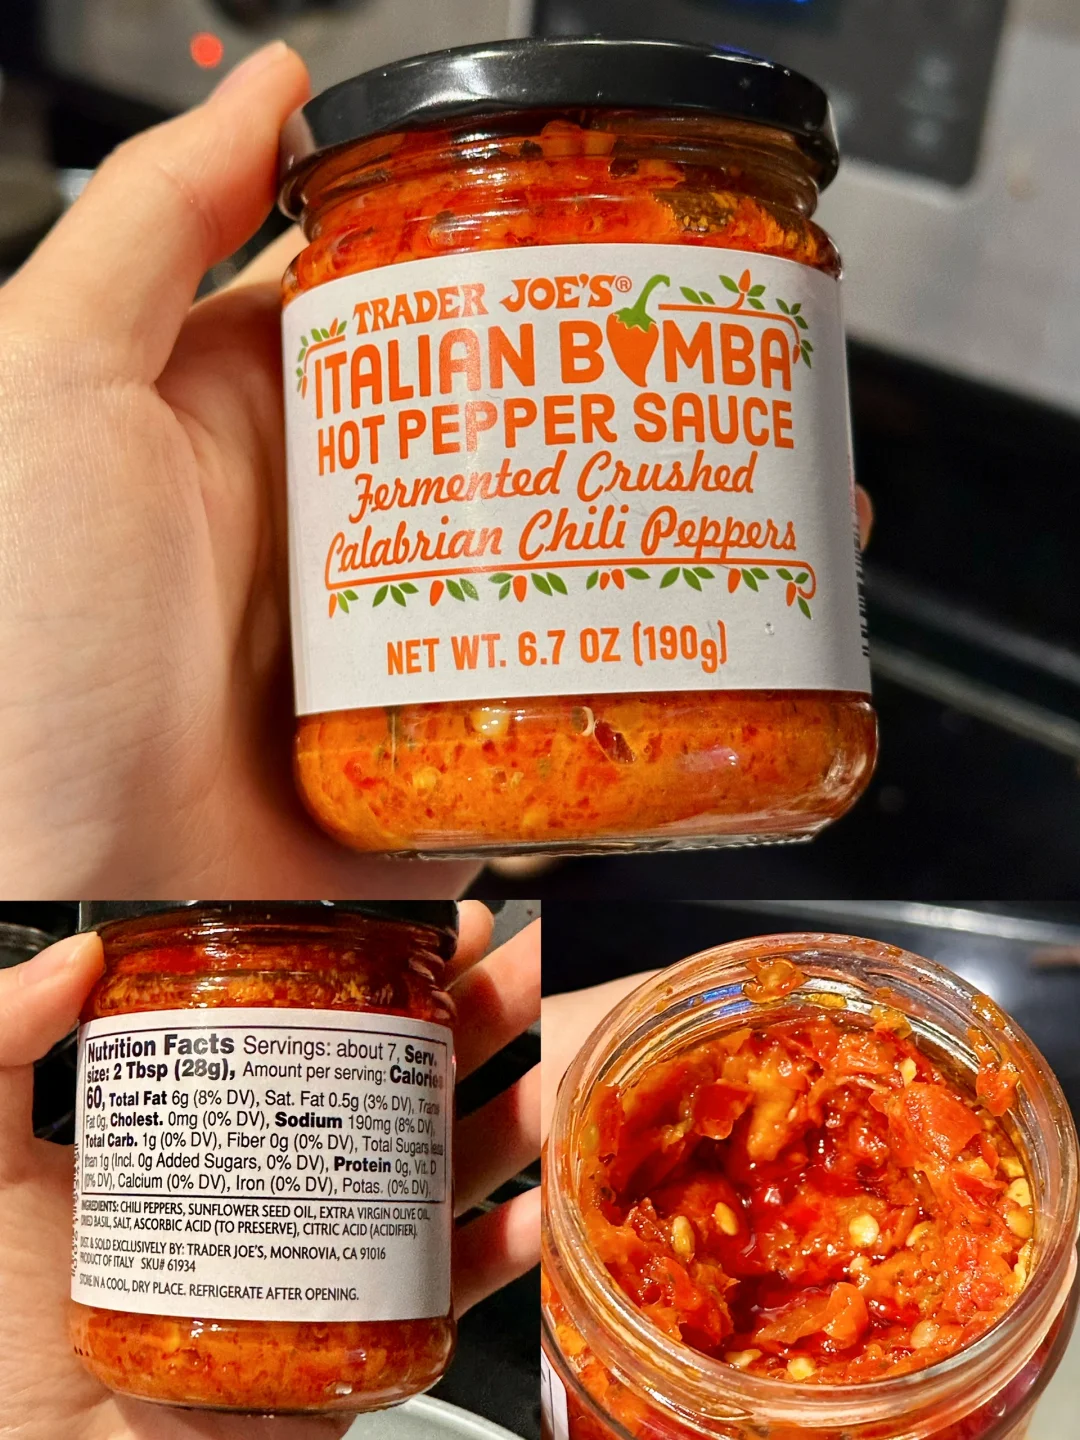 TRADER JOE'S®
ITALIAN BOMBA
HOT PEPPER SAUCE
Fermented Crushed
Calabrian Chili Peppers
NET WT. 6.7 OZ (190g)
Nutrition Facts Servings: about 7, Serv.
size: 2 Tbsp (28g), Amount per serving: Calories
60, Total Fat 6g (8% DV), Sat. Fat 0.5g (3% DV), Trans
Fat 0g, Cholest. 0mg (0% DV), Sodium 190mg (8% DV),
Total Carb. 1g (0% DV), Fiber 0g (0% DV), Total Sugars less
than 1g (Incl. 0g Added Sugars, 0% DV), Protein 0g, Vit. D
(0% DV), Calcium (0% DV), Iron (0% DV), Potas. (0% DV).
INGREDIENTS: CHILI PEPPERS, SUNFLOWER SEED OIL, EXTRA VIRGIN OLIVE OIL,
DRIED BASIL, SALT, ASCORBIC ACID (TO PRESERVE), CITRIC ACID (ACIDIFIER).
DIST. & SOLD EXCLUSIVELY BY: TRADER JOE'S, MONROVIA, CA 91016
PRODUCT OF ITALY SKU# 61934
STORE IN A COOL, DRY PLACE. REFRIGERATE AFTER OPENING.